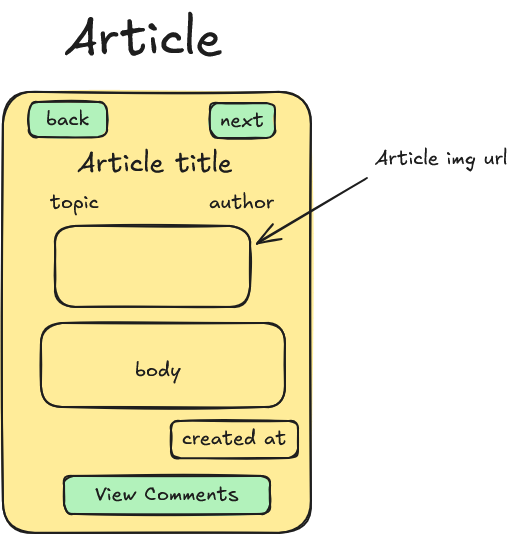 Article
back
next
Article title
Article img url
topic
author
body
created at
View Comments